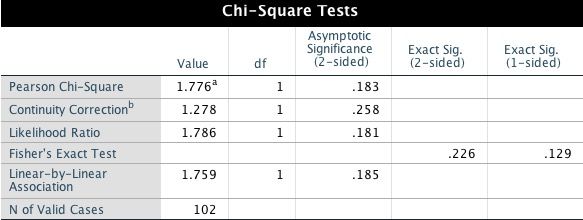 Chi-Square Tests
Value df Asymptotic Significance (2-sided) Exact Sig. (2-sided) Exact Sig. (1-sided)
Pearson Chi-Square 1.776a 1 .183
Continuity Correctionb 1.278 1 .258
Likelihood Ratio 1.786 1 .181
Fisher's Exact Test .226 .129
Linear-by-Linear Association 1.759 1 .185
N of Valid Cases 102